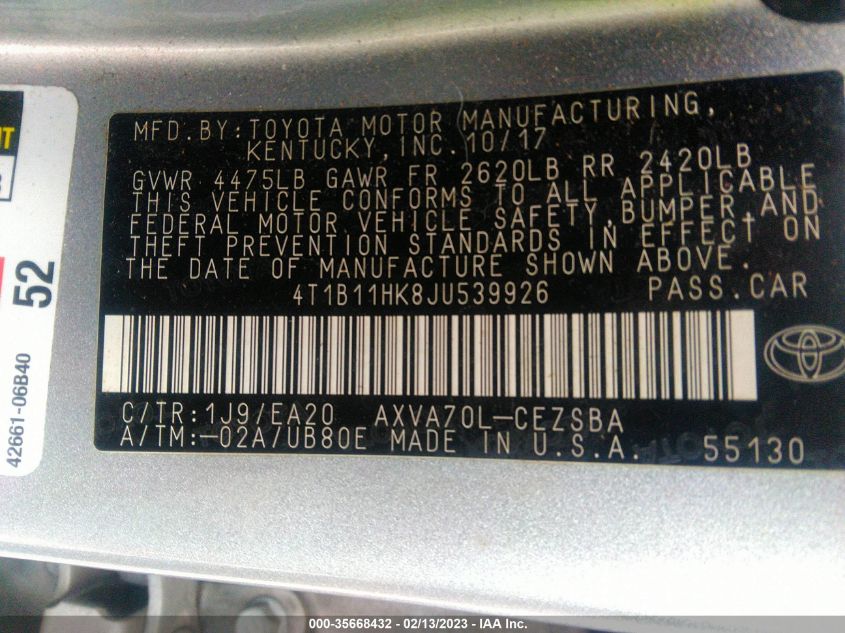 MFD.BY:TOYOTA MOTOR MANUFACTURING,
KENTUCKY,INC.10/17
GVWR 4475LB GAWR FR 2620LB RR 2420LB
THIS VEHICLE CONFORMS TO ALL APPLICABLE
FEDERAL MOTOR VEHICLE SAFETY,BUMPER,AND
THEFT PREVENTION STANDARDS IN EFFECT ON
THE DATE OF MANUFACTURE SHOWN ABOVE.
4T1B11HK8JU539926 PASS.CAR
C/TR:1J9/EA20 AXVA70L-CEZSBA
A/TM:-02A/UB80E MADE IN U.S.A. 55130
52
42661-06B40
000-35668432 - 02/13/2023 - IAA Inc.